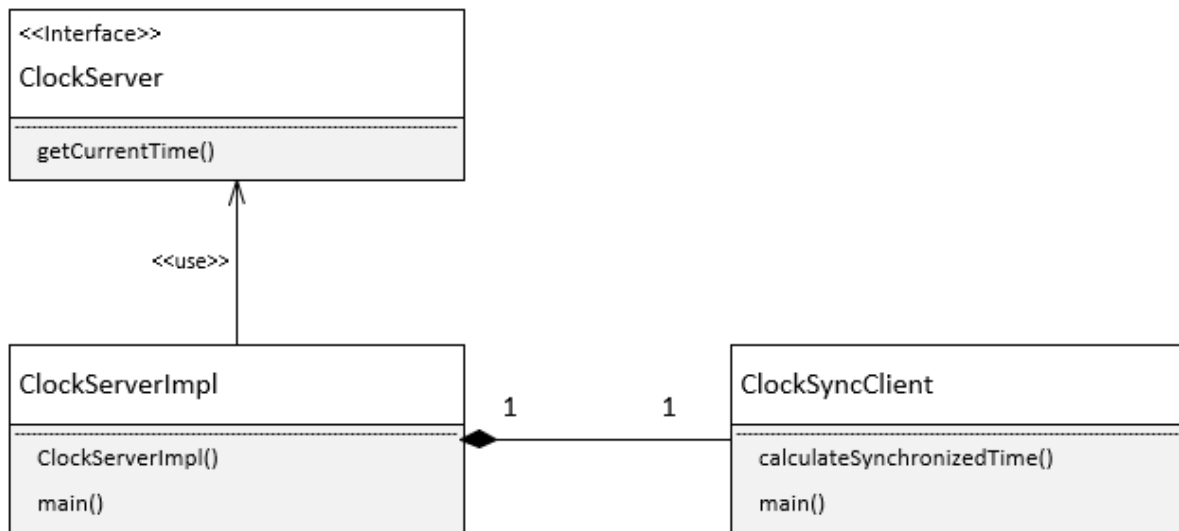 <<Interface>>
ClockServer
getCurrentTime()
<<use>>
ClockServerImpl
ClockServerImpl()
main()
1
1
ClockSyncClient
calculateSynchronizedTime()
main()